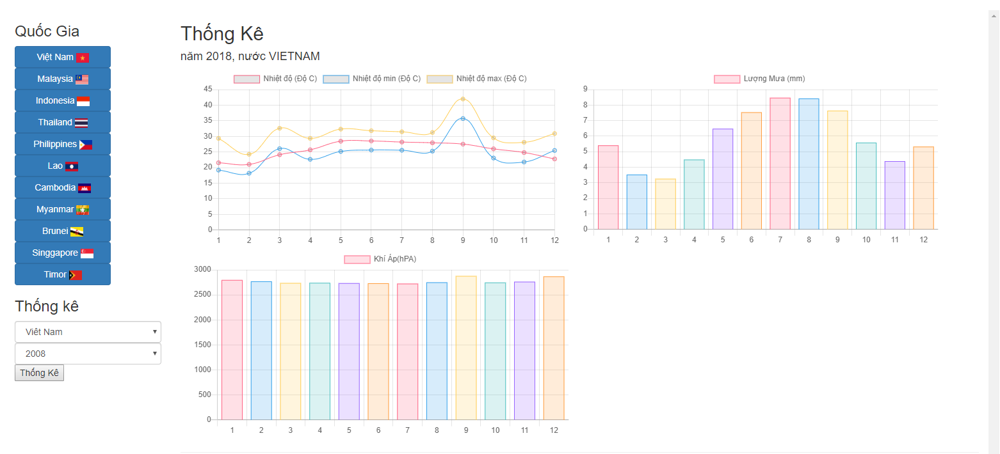 Quốc Gia
Việt Nam
Malaysia
Indonesia
Thailand
Philippines
Lao
Cambodia
Myanmar
Brunei
Singgapore
Timor
Thống kê
Viêt Nam
2008
Thống Kê
Thống Kê
năm 2018, nước VIETNAM
Nhiệt độ (Độ C) Nhiệt độ min (Độ C) Nhiệt độ max (Độ C)
45
40
35
30
25
20
15
10
5
0
1 2 3 4 5 6 7 8 9 10 11 12
Lượng Mưa (mm)
9
8
7
6
5
4
3
2
1
0
1 2 3 4 5 6 7 8 9 10 11 12
Khí Áp(hPA)
3000
2500
2000
1500
1000
500
0
1 2 3 4 5 6 7 8 9 10 11 12